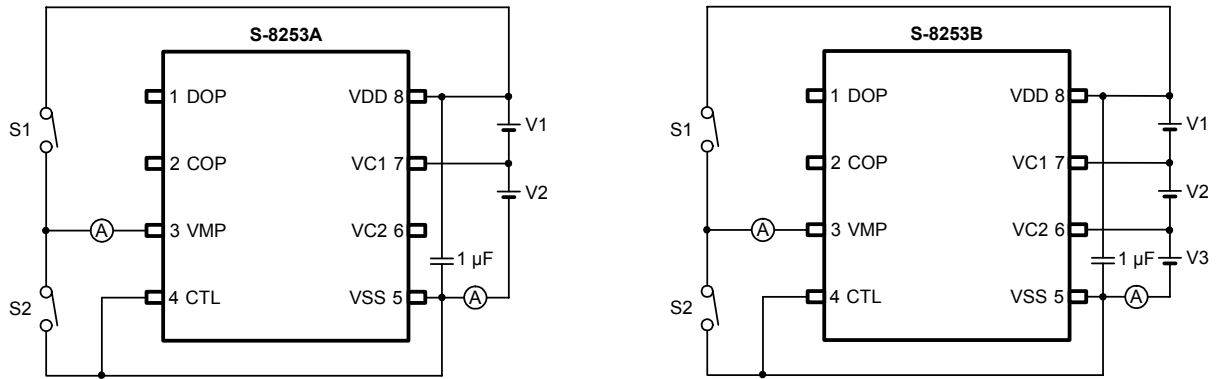 S-8253A
1 DOP
VDD 8
S1
V1
2 COP
VC1 7
V2
A
3 VMP
VC2 6
1 µF
S2
4 CTL
VSS 5
A
S-8253B
1 DOP
VDD 8
S1
V1
2 COP
VC1 7
V2
A
3 VMP
VC2 6
1 µF
V3
S2
4 CTL
VSS 5
A